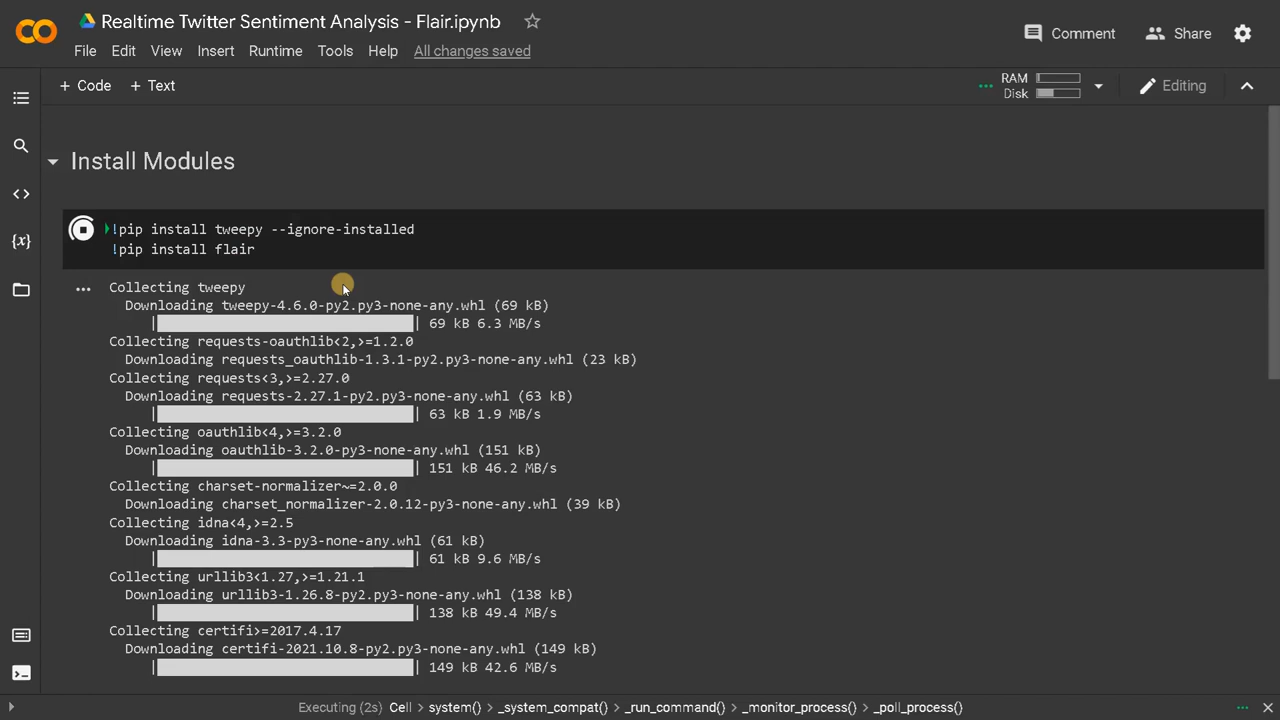 Realtime Twitter Sentiment Analysis - Flair.ipynb
File Edit View Insert Runtime Tools Help All changes saved
Comment Share
+ Code + Text
RAM
Disk
Editing
Install Modules
!pip install tweepy --ignore-installed
!pip install flair
Collecting tweepy
Downloading tweepy-4.6.0-py2.py3-none-any.whl (69 kB)
|████████████████████████████████| 69 kB 6.3 MB/s
Collecting requests-oauthlib<2,>=1.2.0
Downloading requests_oauthlib-1.3.1-py2.py3-none-any.whl (23 kB)
Collecting requests<3,>=2.27.0
Downloading requests-2.27.1-py2.py3-none-any.whl (63 kB)
|████████████████████████████████| 63 kB 1.9 MB/s
Collecting oauthlib<4,>=3.2.0
Downloading oauthlib-3.2.0-py3-none-any.whl (151 kB)
|████████████████████████████████| 151 kB 46.2 MB/s
Collecting charset-normalizer~=2.0.0
Downloading charset_normalizer-2.0.12-py3-none-any.whl (39 kB)
Collecting idna<4,>=2.5
Downloading idna-3.3-py3-none-any.whl (61 kB)
|████████████████████████████████| 61 kB 9.6 MB/s
Collecting urllib3<1.27,>=1.21.1
Downloading urllib3-1.26.8-py2.py3-none-any.whl (138 kB)
|████████████████████████████████| 138 kB 49.4 MB/s
Collecting certifi>=2017.4.17
Downloading certifi-2021.10.8-py2.py3-none-any.whl (149 kB)
|████████████████████████████████| 149 kB 42.6 MB/s
Executing (2s) Cell > system() > _system_compat() > _run_command() > _monitor_process() > _poll_process()